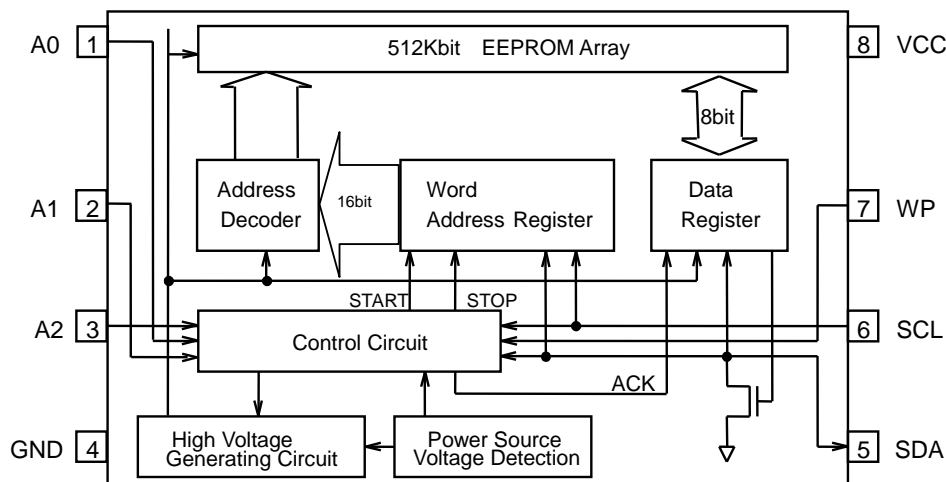 A0 1
512Kbit EEPROM Array
8 VCC
8bit
A1 2
Address
Decoder
16bit
Word
Address Register
Data
Register
7 WP
START
STOP
A2 3
Control Circuit
6 SCL
ACK
GND 4
High Voltage
Generating Circuit
Power Source
Voltage Detection
5 SDA